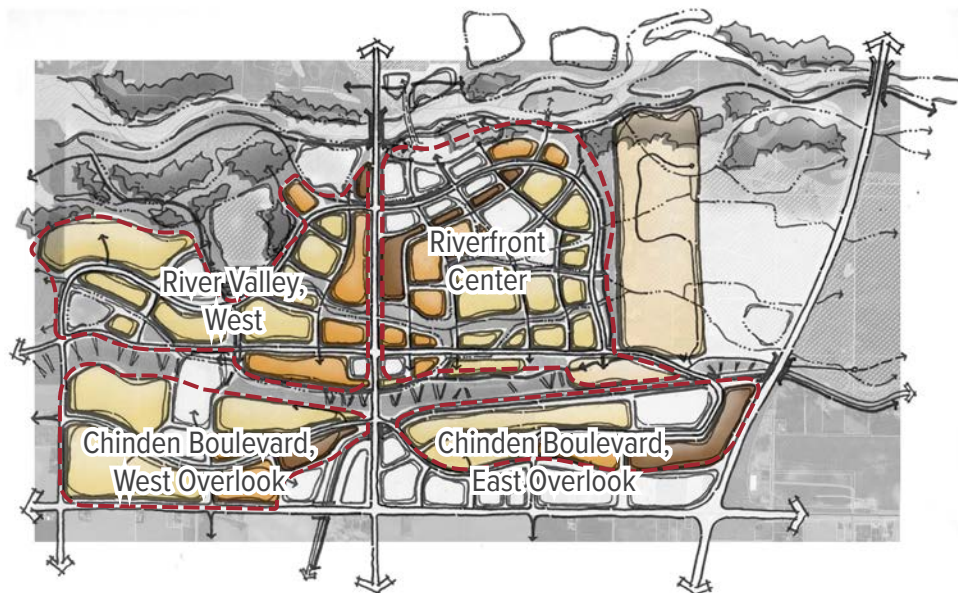 Riverfront
Center
River Valley,
West
Chinden Boulevard,
West Overlook
Chinden Boulevard,
East Overlook